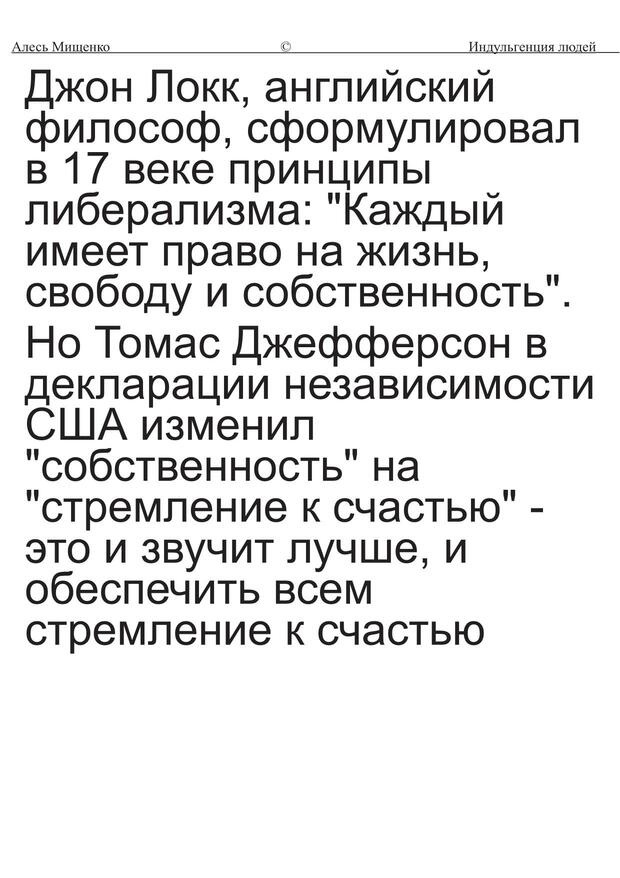 Алесь Мищенко © Индульгенция людей
Джон Локк, английский
философ, сформулировал
в 17 веке принципы
либерализма: "Каждый
имеет право на жизнь,
свободу и собственность".
Но Томас Джефферсон в
декларации независимости
США изменил
"собственность" на
"стремление к счастью" -
это и звучит лучше, и
обеспечить всем
стремление к счастью